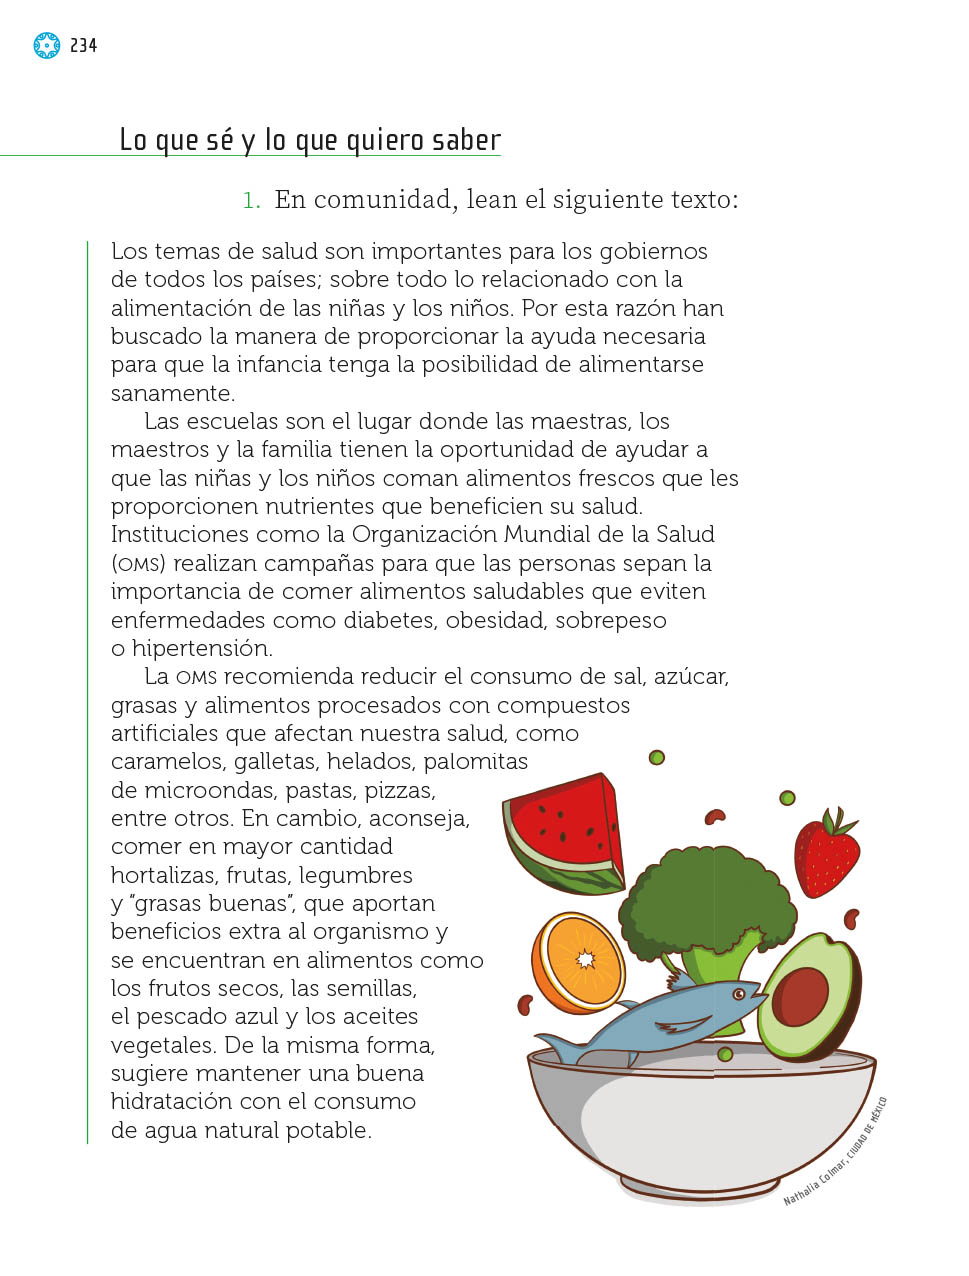 234
Lo que sé y lo que quiero saber
1. En comunidad, lean el siguiente texto:
Los temas de salud son importantes para los gobiernos
de todos los países; sobre todo lo relacionado con la
alimentación de las niñas y los niños. Por esta razón han
buscado la manera de proporcionar la ayuda necesaria
para que la infancia tenga la posibilidad de alimentarse
sanamente.
Las escuelas son el lugar donde las maestras, los
maestros y la familia tienen la oportunidad de ayudar a
que las niñas y los niños coman alimentos frescos que les
proporcionen nutrientes que beneficien su salud.
Instituciones como la Organización Mundial de la Salud
(OMS) realizan campañas para que las personas sepan la
importancia de comer alimentos saludables que eviten
enfermedades como diabetes, obesidad, sobrepeso
o hipertensión.
La OMS recomienda reducir el consumo de sal, azúcar,
grasas y alimentos procesados con compuestos
artificiales que afectan nuestra salud, como
caramelos, galletas, helados, palomitas
de microondas, pastas, pizzas,
entre otros. En cambio, aconseja,
comer en mayor cantidad
hortalizas, frutas, legumbres
y “grasas buenas”, que aportan
beneficios extra al organismo y
se encuentran en alimentos como
los frutos secos, las semillas,
el pescado azul y los aceites
vegetales. De la misma forma,
sugiere mantener una buena
hidratación con el consumo
de agua natural potable.
Nathalia Colmar, CIUDAD DE MÉXICO